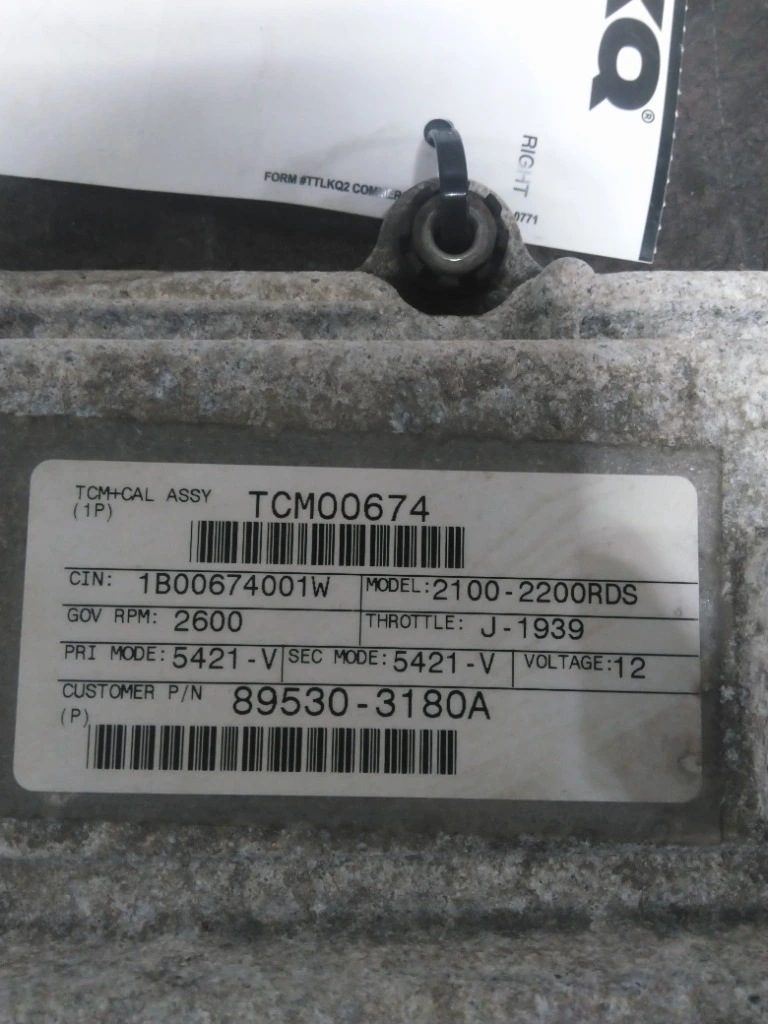 KQ®
RIGHT
FORM #TTLKQ2
0771
TCM+CAL ASSY TCM00674
(1P)
CIN: 1B00674001W MODEL: 2100-2200RDS
GOV RPM: 2600 THROTTLE: J-1939
PRI MODE: 5421-V SEC MODE: 5421-V VOLTAGE: 12
CUSTOMER P/N 89530-3180A
(P)